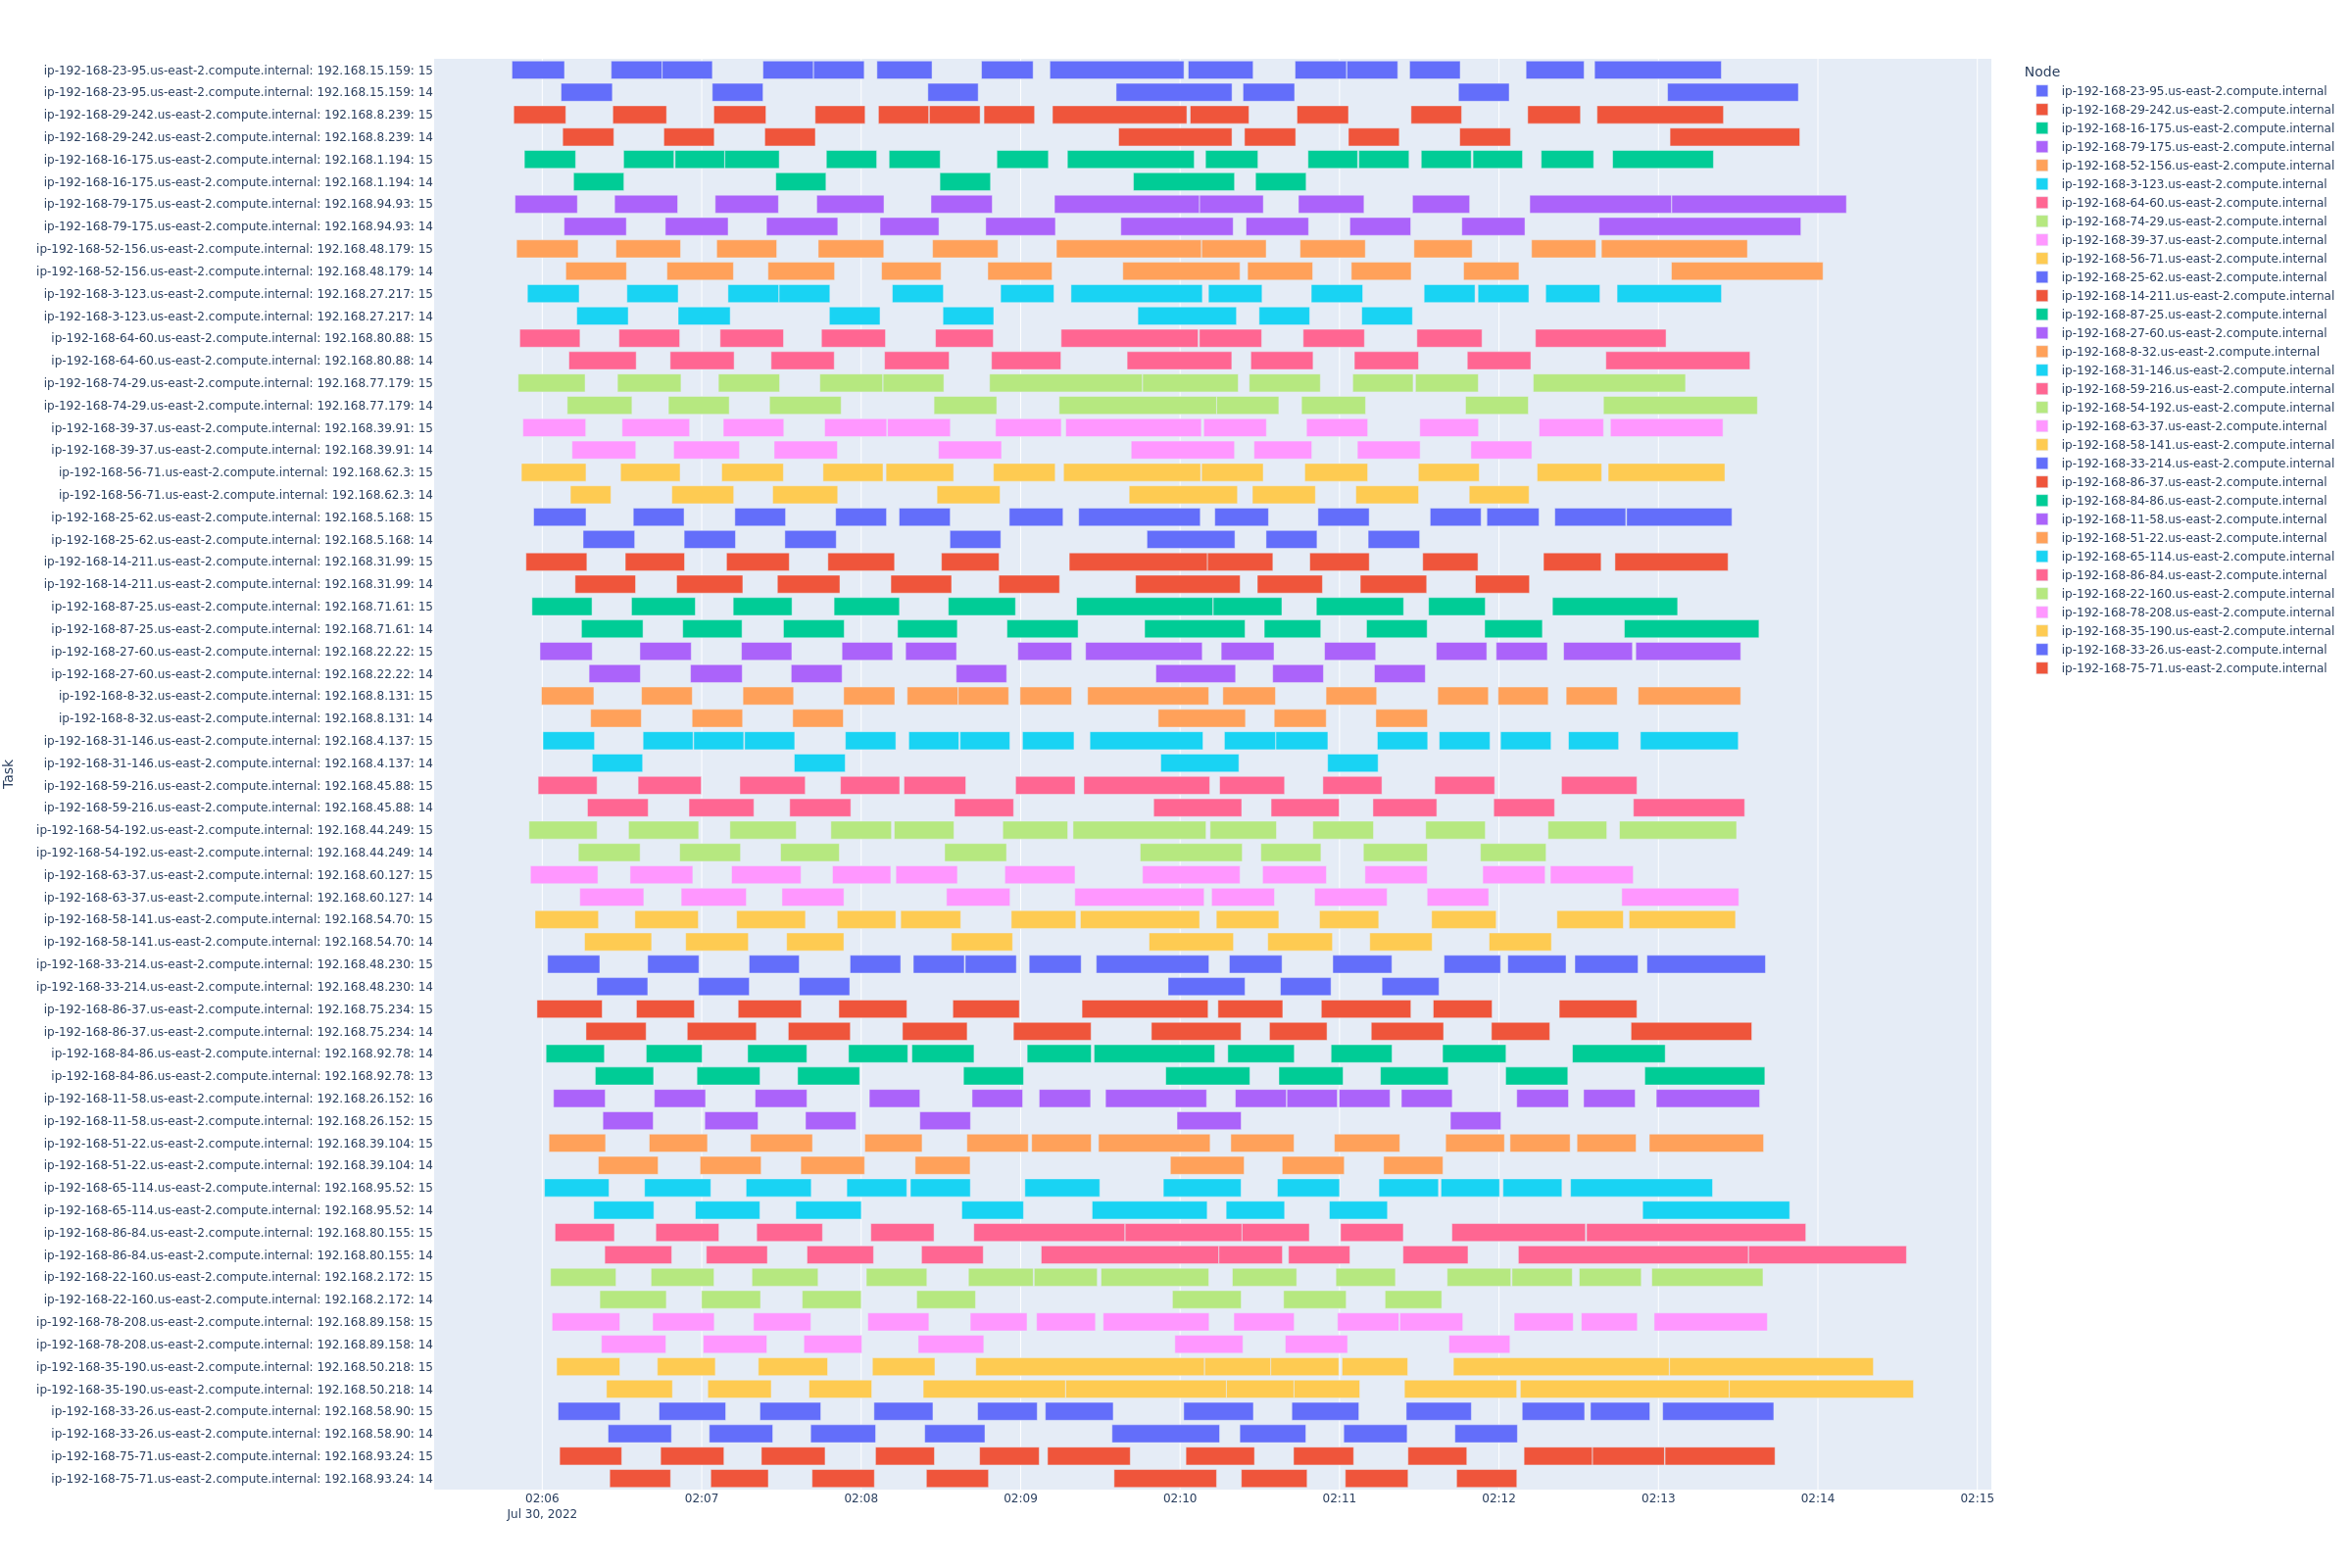 ip-192-168-23-95.us-east-2.compute.internal: 192.168.15.159: 15
ip-192-168-23-95.us-east-2.compute.internal: 192.168.15.159: 14
ip-192-168-29-242.us-east-2.compute.internal: 192.168.8.239: 15
ip-192-168-29-242.us-east-2.compute.internal: 192.168.8.239: 14
ip-192-168-16-175.us-east-2.compute.internal: 192.168.1.194: 15
ip-192-168-16-175.us-east-2.compute.internal: 192.168.1.194: 14
ip-192-168-79-175.us-east-2.compute.internal: 192.168.94.93: 15
ip-192-168-79-175.us-east-2.compute.internal: 192.168.94.93: 14
ip-192-168-52-156.us-east-2.compute.internal: 192.168.48.179: 15
ip-192-168-52-156.us-east-2.compute.internal: 192.168.48.179: 14
ip-192-168-3-123.us-east-2.compute.internal: 192.168.27.217: 15
ip-192-168-3-123.us-east-2.compute.internal: 192.168.27.217: 14
ip-192-168-64-60.us-east-2.compute.internal: 192.168.80.88: 15
ip-192-168-64-60.us-east-2.compute.internal: 192.168.80.88: 14
ip-192-168-74-29.us-east-2.compute.internal: 192.168.77.179: 15
ip-192-168-74-29.us-east-2.compute.internal: 192.168.77.179: 14
ip-192-168-39-37.us-east-2.compute.internal: 192.168.39.91: 15
ip-192-168-39-37.us-east-2.compute.internal: 192.168.39.91: 14
ip-192-168-56-71.us-east-2.compute.internal: 192.168.62.3: 15
ip-192-168-56-71.us-east-2.compute.internal: 192.168.62.3: 14
ip-192-168-25-62.us-east-2.compute.internal: 192.168.5.168: 15
ip-192-168-25-62.us-east-2.compute.internal: 192.168.5.168: 14
ip-192-168-14-211.us-east-2.compute.internal: 192.168.31.99: 15
ip-192-168-14-211.us-east-2.compute.internal: 192.168.31.99: 14
ip-192-168-87-25.us-east-2.compute.internal: 192.168.71.61: 15
ip-192-168-87-25.us-east-2.compute.internal: 192.168.71.61: 14
ip-192-168-27-60.us-east-2.compute.internal: 192.168.22.22: 15
ip-192-168-27-60.us-east-2.compute.internal: 192.168.22.22: 14
ip-192-168-8-32.us-east-2.compute.internal: 192.168.8.131: 15
ip-192-168-8-32.us-east-2.compute.internal: 192.168.8.131: 14
ip-192-168-31-146.us-east-2.compute.internal: 192.168.4.137: 15
ip-192-168-31-146.us-east-2.compute.internal: 192.168.4.137: 14
ip-192-168-59-216.us-east-2.compute.internal: 192.168.45.88: 15
ip-192-168-59-216.us-east-2.compute.internal: 192.168.45.88: 14
ip-192-168-54-192.us-east-2.compute.internal: 192.168.44.249: 15
ip-192-168-54-192.us-east-2.compute.internal: 192.168.44.249: 14
ip-192-168-63-37.us-east-2.compute.internal: 192.168.60.127: 15
ip-192-168-63-37.us-east-2.compute.internal: 192.168.60.127: 14
ip-192-168-58-141.us-east-2.compute.internal: 192.168.54.70: 15
ip-192-168-58-141.us-east-2.compute.internal: 192.168.54.70: 14
ip-192-168-33-214.us-east-2.compute.internal: 192.168.48.230: 15
ip-192-168-33-214.us-east-2.compute.internal: 192.168.48.230: 14
ip-192-168-86-37.us-east-2.compute.internal: 192.168.75.234: 15
ip-192-168-86-37.us-east-2.compute.internal: 192.168.75.234: 14
ip-192-168-84-86.us-east-2.compute.internal: 192.168.92.78: 14
ip-192-168-84-86.us-east-2.compute.internal: 192.168.92.78: 13
ip-192-168-11-58.us-east-2.compute.internal: 192.168.26.152: 16
ip-192-168-11-58.us-east-2.compute.internal: 192.168.26.152: 15
ip-192-168-51-22.us-east-2.compute.internal: 192.168.39.104: 15
ip-192-168-51-22.us-east-2.compute.internal: 192.168.39.104: 14
ip-192-168-65-114.us-east-2.compute.internal: 192.168.95.52: 15
ip-192-168-65-114.us-east-2.compute.internal: 192.168.95.52: 14
ip-192-168-86-84.us-east-2.compute.internal: 192.168.80.155: 15
ip-192-168-86-84.us-east-2.compute.internal: 192.168.80.155: 14
ip-192-168-22-160.us-east-2.compute.internal: 192.168.2.172: 15
ip-192-168-22-160.us-east-2.compute.internal: 192.168.2.172: 14
ip-192-168-78-208.us-east-2.compute.internal: 192.168.89.158: 15
ip-192-168-78-208.us-east-2.compute.internal: 192.168.89.158: 14
ip-192-168-35-190.us-east-2.compute.internal: 192.168.50.218: 15
ip-192-168-35-190.us-east-2.compute.internal: 192.168.50.218: 14
ip-192-168-33-26.us-east-2.compute.internal: 192.168.58.90: 15
ip-192-168-33-26.us-east-2.compute.internal: 192.168.58.90: 14
ip-192-168-75-71.us-east-2.compute.internal: 192.168.93.24: 15
ip-192-168-75-71.us-east-2.compute.internal: 192.168.93.24: 14
Task
02:06 02:07 02:08 02:09 02:10 02:11 02:12 02:13 02:14 02:15
Jul 30, 2022
Node
ip-192-168-23-95.us-east-2.compute.internal
ip-192-168-29-242.us-east-2.compute.internal
ip-192-168-16-175.us-east-2.compute.internal
ip-192-168-79-175.us-east-2.compute.internal
ip-192-168-52-156.us-east-2.compute.internal
ip-192-168-3-123.us-east-2.compute.internal
ip-192-168-64-60.us-east-2.compute.internal
ip-192-168-74-29.us-east-2.compute.internal
ip-192-168-39-37.us-east-2.compute.internal
ip-192-168-56-71.us-east-2.compute.internal
ip-192-168-25-62.us-east-2.compute.internal
ip-192-168-14-211.us-east-2.compute.internal
ip-192-168-87-25.us-east-2.compute.internal
ip-192-168-27-60.us-east-2.compute.internal
ip-192-168-8-32.us-east-2.compute.internal
ip-192-168-31-146.us-east-2.compute.internal
ip-192-168-59-216.us-east-2.compute.internal
ip-192-168-54-192.us-east-2.compute.internal
ip-192-168-63-37.us-east-2.compute.internal
ip-192-168-58-141.us-east-2.compute.internal
ip-192-168-33-214.us-east-2.compute.internal
ip-192-168-86-37.us-east-2.compute.internal
ip-192-168-84-86.us-east-2.compute.internal
ip-192-168-11-58.us-east-2.compute.internal
ip-192-168-51-22.us-east-2.compute.internal
ip-192-168-65-114.us-east-2.compute.internal
ip-192-168-86-84.us-east-2.compute.internal
ip-192-168-22-160.us-east-2.compute.internal
ip-192-168-78-208.us-east-2.compute.internal
ip-192-168-35-190.us-east-2.compute.internal
ip-192-168-33-26.us-east-2.compute.internal
ip-192-168-75-71.us-east-2.compute.internal